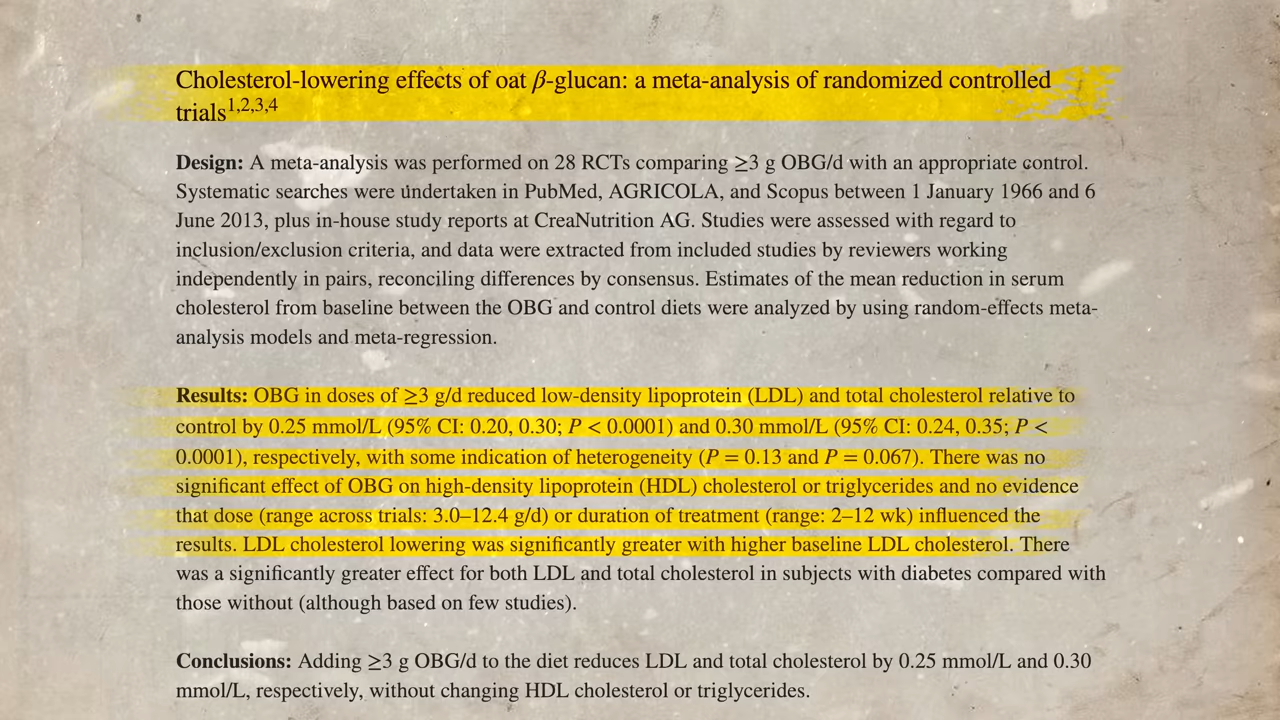 Cholesterol-lowering effects of oat β-glucan: a meta-analysis of randomized controlled
trials1,2,3,4
Design: A meta-analysis was performed on 28 RCTs comparing ≥3 g OBG/d with an appropriate control.
Systematic searches were undertaken in PubMed, AGRICOLA, and Scopus between 1 January 1966 and 6
June 2013, plus in-house study reports at CreaNutrition AG. Studies were assessed with regard to
inclusion/exclusion criteria, and data were extracted from included studies by reviewers working
independently in pairs, reconciling differences by consensus. Estimates of the mean reduction in serum
cholesterol from baseline between the OBG and control diets were analyzed by using random-effects meta-
analysis models and meta-regression.
Results: OBG in doses of ≥3 g/d reduced low-density lipoprotein (LDL) and total cholesterol relative to
control by 0.25 mmol/L (95% CI: 0.20, 0.30; P < 0.0001) and 0.30 mmol/L (95% CI: 0.24, 0.35; P <
0.0001), respectively, with some indication of heterogeneity (P = 0.13 and P = 0.067). There was no
significant effect of OBG on high-density lipoprotein (HDL) cholesterol or triglycerides and no evidence
that dose (range across trials: 3.0–12.4 g/d) or duration of treatment (range: 2–12 wk) influenced the
results. LDL cholesterol lowering was significantly greater with higher baseline LDL cholesterol. There
was a significantly greater effect for both LDL and total cholesterol in subjects with diabetes compared with
those without (although based on few studies).
Conclusions: Adding ≥3 g OBG/d to the diet reduces LDL and total cholesterol by 0.25 mmol/L and 0.30
mmol/L, respectively, without changing HDL cholesterol or triglycerides.